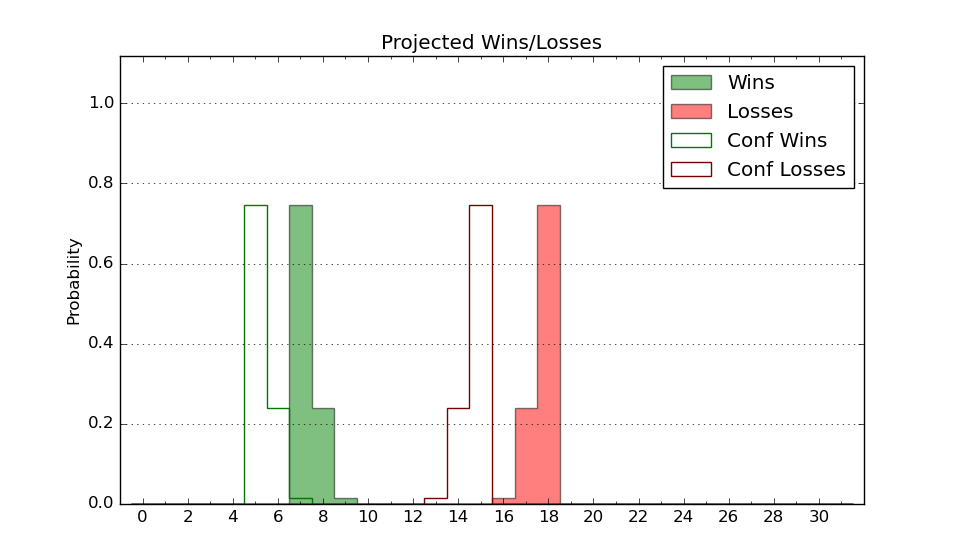 Projected Wins/Losses
Wins
Losses
Conf Wins
Conf Losses
Probability
1.0
0.8
0.6
0.4
0.2
0.0
0 2 4 6 8 10 12 14 16 18 20 22 24 26 28 30